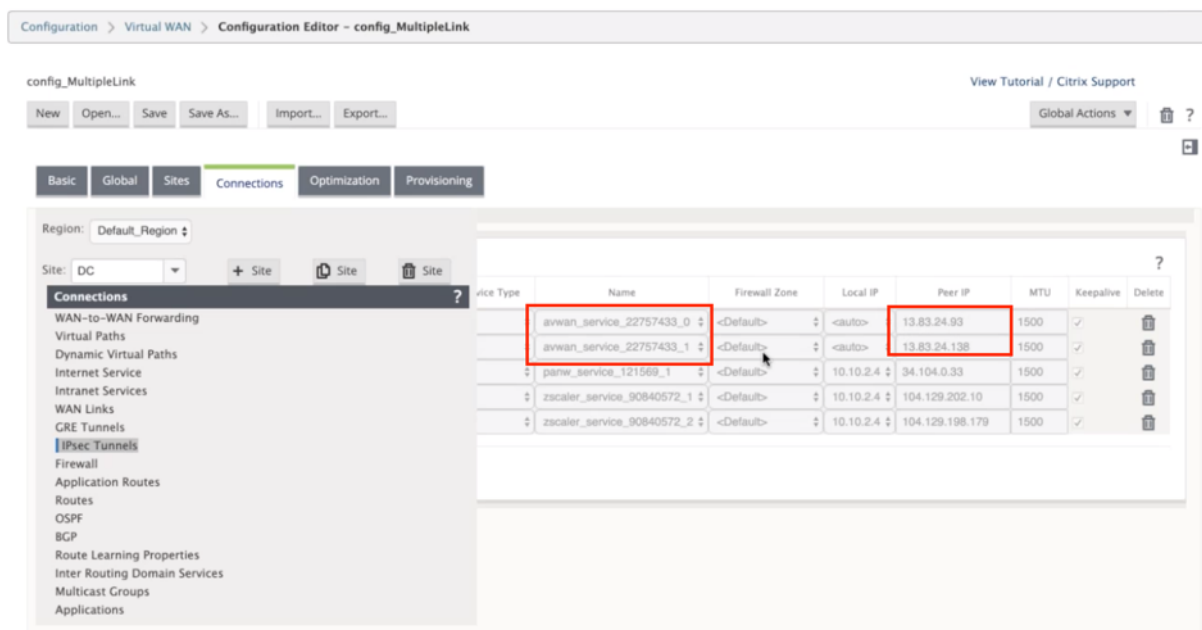 Configuration > Virtual WAN > Configuration Editor – config_MultipleLink
config_MultipleLink
View Tutorial / Citrix Support
New Open... Save Save As... Import... Export... Global Actions ?
Basic Global Sites Connections Optimization Provisioning
Region: Default_Region
Site: DC + Site Site Site
?
Connections ?
WAN-to-WAN Forwarding
Virtual Paths
Dynamic Virtual Paths
Internet Service
Intranet Services
WAN Links
GRE Tunnels
IPsec Tunnels
Firewall
Application Routes
Routes
OSPF
BGP
Route Learning Properties
Inter Routing Domain Services
Multicast Groups
Applications
vice Type Name Firewall Zone Local IP Peer IP MTU Keepalive Delete
avwan_service_22757433_0 <Default> <auto> 13.83.24.93 1500
avwan_service_22757433_1 <Default> <auto> 13.83.24.138 1500
panw_service_121569_1 <Default> 10.10.2.4 34.104.0.33 1500
zscaler_service_90840572_1 <Default> 10.10.2.4 104.129.202.10 1500
zscaler_service_90840572_2 <Default> 10.10.2.4 104.129.198.179 1500